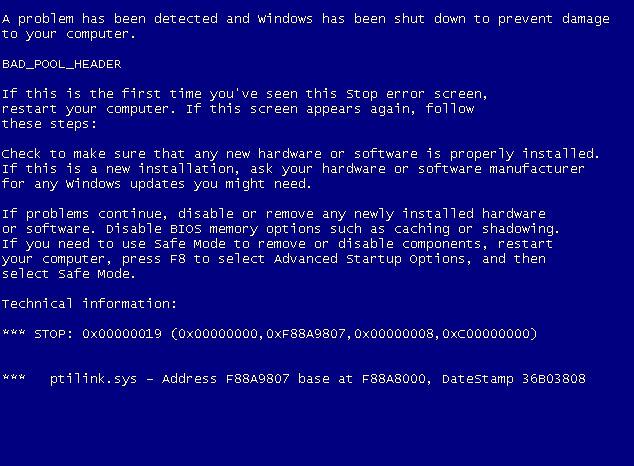 A problem has been detected and Windows has been shut down to prevent damage
to your computer.
BAD_POOL_HEADER
If this is the first time you've seen this Stop error screen,
restart your computer. If this screen appears again, follow
these steps:
Check to make sure that any new hardware or software is properly installed.
If this is a new installation, ask your hardware or software manufacturer
for any Windows updates you might need.
If problems continue, disable or remove any newly installed hardware
or software. Disable BIOS memory options such as caching or shadowing.
If you need to use Safe Mode to remove or disable components, restart
your computer, press F8 to select Advanced Startup Options, and then
select Safe Mode.
Technical information:
*** STOP: 0x00000019 (0x00000000,0xF88A9807,0x00000008,0xC0000000)
*** ptilink.sys – Address F88A9807 base at F88A8000, DateStamp 36B03808